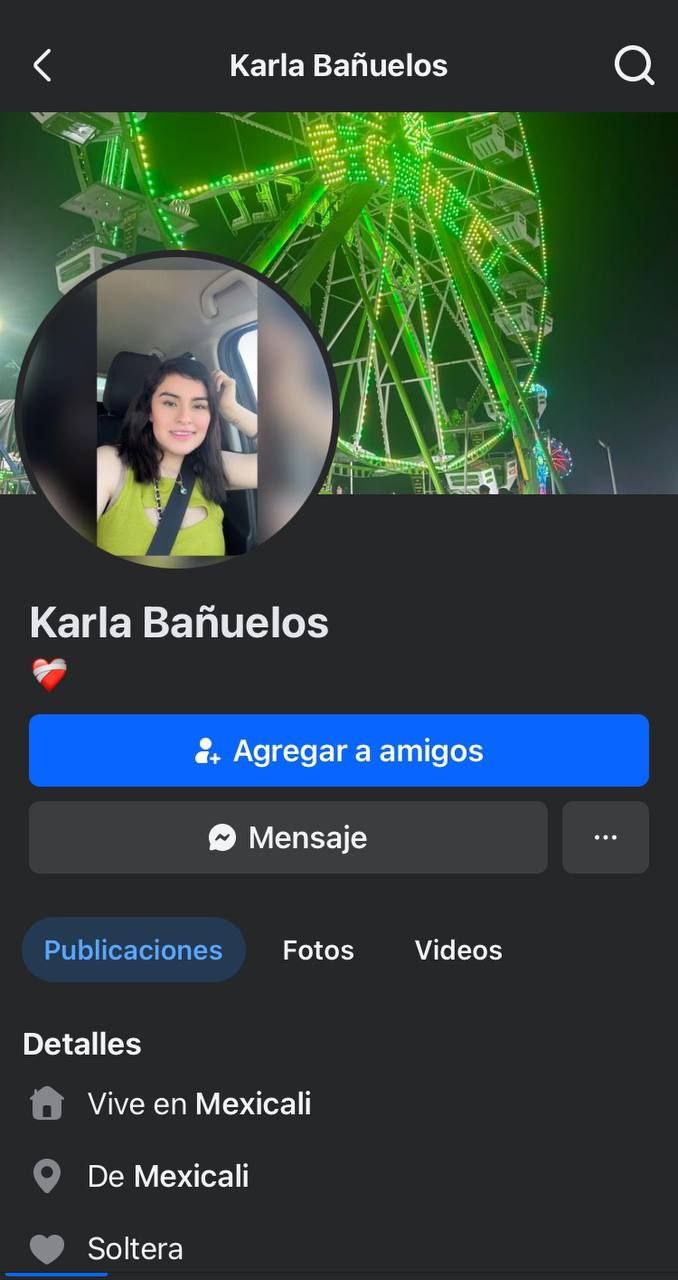 Karla Bañuelos
Karla Bañuelos
❤️‍🩹
Agregar a amigos
Mensaje
Publicaciones Fotos Videos
Detalles
Vive en Mexicali
De Mexicali
Soltera